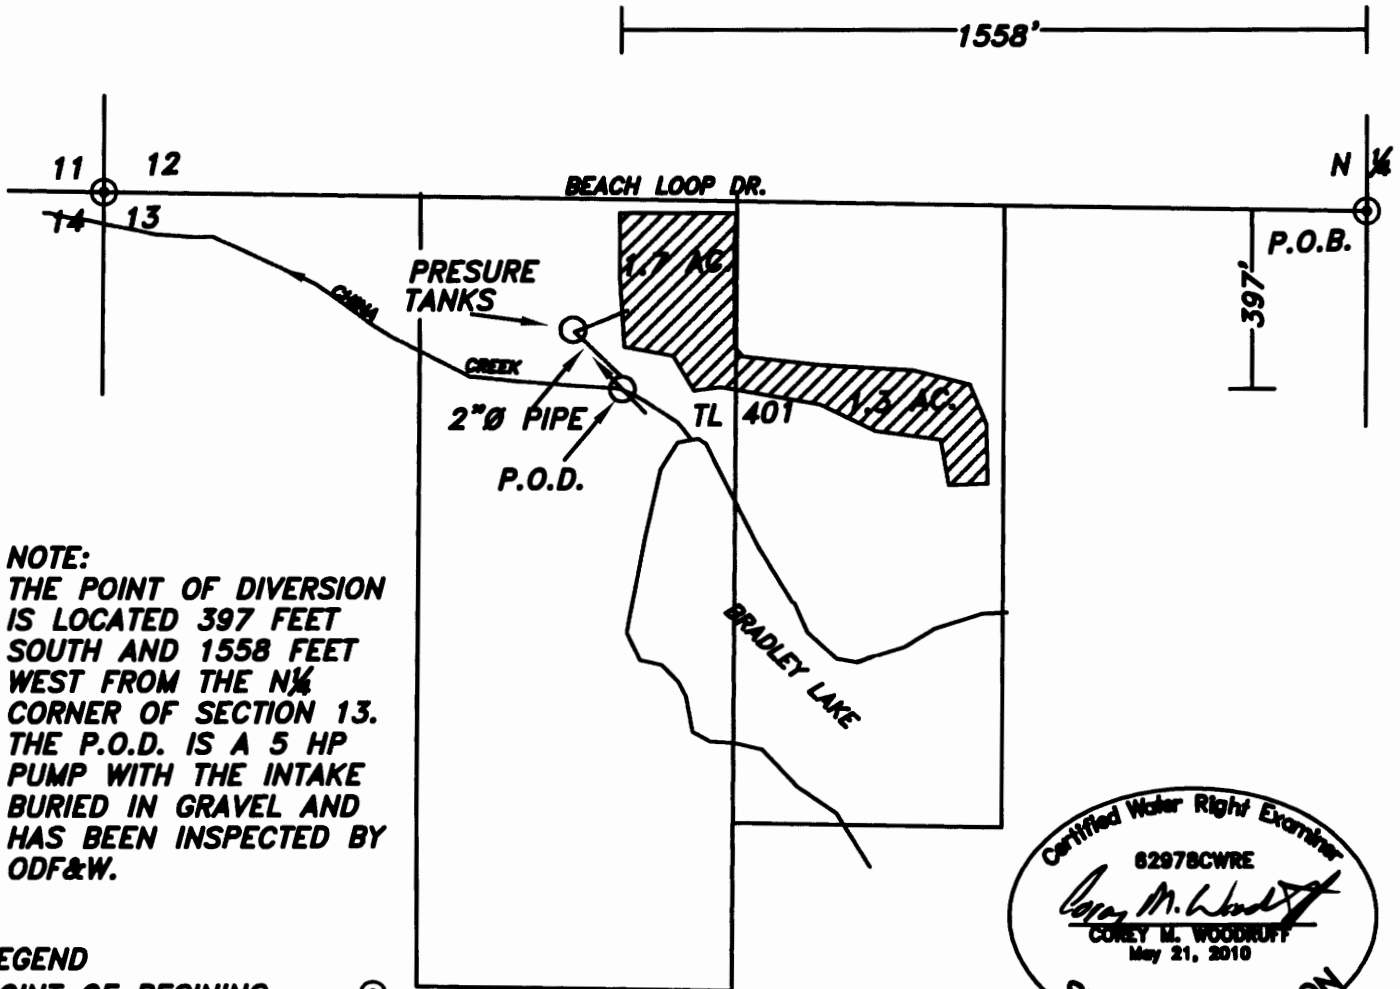 1558'
11 12
N ¼
BEACH LOOP DR.
14 13
P.O.B.
1.7 AC.
PRESURE
TANKS
397'
CHINA
CREEK
2"Ø PIPE
TL 401
1.3 AC.
P.O.D.
NOTE:
THE POINT OF DIVERSION
IS LOCATED 397 FEET
SOUTH AND 1558 FEET
WEST FROM THE N¼
CORNER OF SECTION 13.
THE P.O.D. IS A 5 HP
PUMP WITH THE INTAKE
BURIED IN GRAVEL AND
HAS BEEN INSPECTED BY
ODF&W.
BRADLEY LAKE
Certified Water Right Examiner
62978CWRE
Corey M. Woodruff
COREY M. WOODRUFF
May 21, 2010